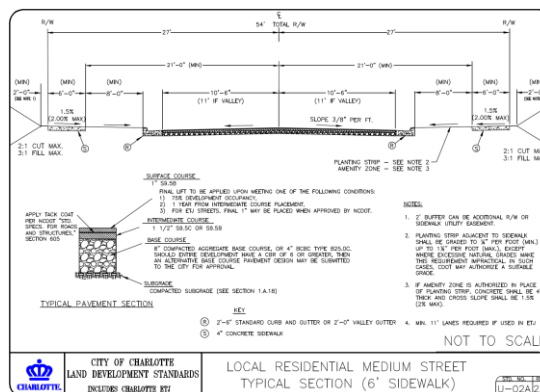 ℄
R/W
54' TOTAL R/W
R/W
27'
27'
21'-0" (MIN)
21'-0" (MIN)
(MIN)
2'-0"
(SEE NOTE 1)
(MIN)
6'-0"
(MIN)
8'-0"
10'-6"
(11' IF VALLEY)
10'-6"
(11' IF VALLEY)
(MIN)
8'-0"
(MIN)
6'-0"
(MIN)
2'-0"
1.5%
(2.00% MAX)
SLOPE 3/8" PER FT.
1.5%
(2.00% MAX)
2:1 CUT MAX.
3:1 FILL MAX.
S
R
R
S
2:1 CUT MA
3:1 FILL MAX
PLANTING STRIP - SEE NOTE 2
AMENITY ZONE - SEE NOTE 3
SURFACE COURSE
1" S9.5B
FINAL LIFT TO BE APPLIED UPON MEETING ONE OF THE FOLLOWING CONDITIONS:
1) 75% DEVELOPMENT OCCUPANCY.
2) 1 YEAR FROM INTERMEDIATE COURSE PLACEMENT.
3) FOR ETJ STREETS, FINAL 1" MAY BE PLACED WHEN APPROVED BY NCDOT.
APPLY TACK COAT
PER NCDOT "STD.
SPECS. FOR ROADS
AND STRUCTURES,"
SECTION 605
INTERMEDIATE COURSE
1 1/2" S9.5C OR S9.5B
BASE COURSE
8" COMPACTED AGGREGATE BASE COURSE, OR 4" BCBC TYPE B25.0C.
SHOULD ENTIRE DEVELOPMENT HAVE A CBR OF 8 OR GREATER, THEN
AN ALTERNATIVE BASE COURSE PAVEMENT DESIGN MAY BE SUBMITTED
TO THE CITY FOR APPROVAL.
SUBGRADE
COMPACTED SUBGRADE (SEE SECTION 1.A.18)
TYPICAL PAVEMENT SECTION
KEY
R 2'-6" STANDARD CURB AND GUTTER OR 2'-0" VALLEY GUTTER
S 4" CONCRETE SIDEWALK
NOTES:
1. 2' BUFFER CAN BE ADDITIONAL R/W OR
SIDEWALK UTILITY EASEMENT.
2. PLANTING STRIP ADJACENT TO SIDEWALK
SHALL BE GRADED TO ¼" PER FOOT (MIN.)
UP TO 1¼" PER FOOT (MAX.), EXCEPT
WHERE EXCESSIVE NATURAL GRADES MAKE
THIS REQUIREMENT IMPRACTICAL. IN SUCH
CASES, CDOT MAY AUTHORIZE A SUITABLE
GRADE.
3. IF AMENITY ZONE IS AUTHORIZED IN PLACE
OF PLANTING STRIP, CONCRETE SHALL BE 4"
THICK AND CROSS SLOPE SHALL BE 1.5%
(2% MAX).
4. MIN. 11' LANES REQUIRED IF USED IN ETJ
NOT TO SCAL
CHARLOTTE
CITY OF CHARLOTTE
LAND DEVELOPMENT STANDARDS
INCLUDES CHARLOTTE ETJ
LOCAL RESIDENTIAL MEDIUM STREET
TYPICAL SECTION (6' SIDEWALK)
STD. NO.
U-02A